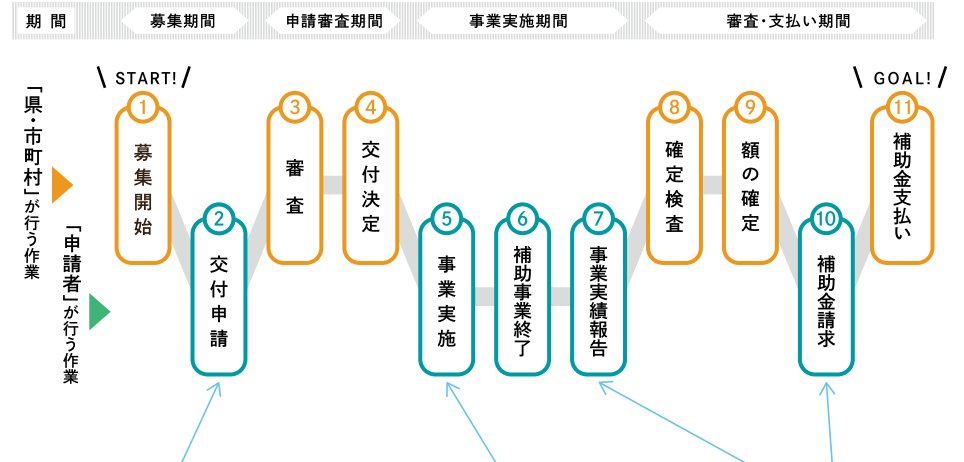 期間
募集期間
申請審査期間
事業実施期間
審査・支払い期間
「県・市町村」が行う作業
「申請者」が行う作業
START!
1
募集開始
2
交付申請
3
審査
4
交付決定
5
事業実施
6
補助事業終了
7
事業実績報告
8
確定検査
9
額の確定
10
補助金請求
GOAL!
11
補助金支払い